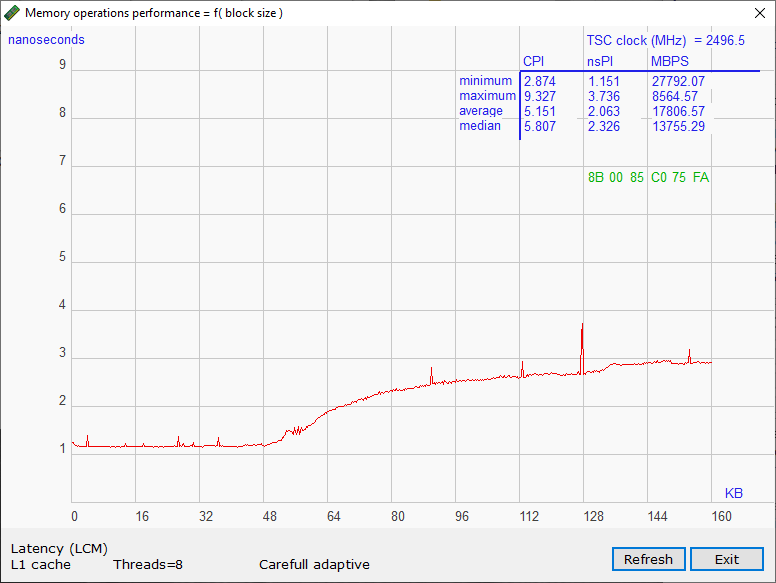 Memory operations performance = f( block size )
nanoseconds
TSC clock (MHz) = 2496.5
CPI nsPI MBPS
minimum 2.874 1.151 27792.07
maximum 9.327 3.736 8564.57
average 5.151 2.063 17806.57
median 5.807 2.326 13755.29
8B 00 85 C0 75 FA
9
8
7
6
5
4
3
2
1
KB
0 16 32 48 64 80 96 112 128 144 160
Latency (LCM)
L1 cache Threads=8 Carefull adaptive
Refresh Exit